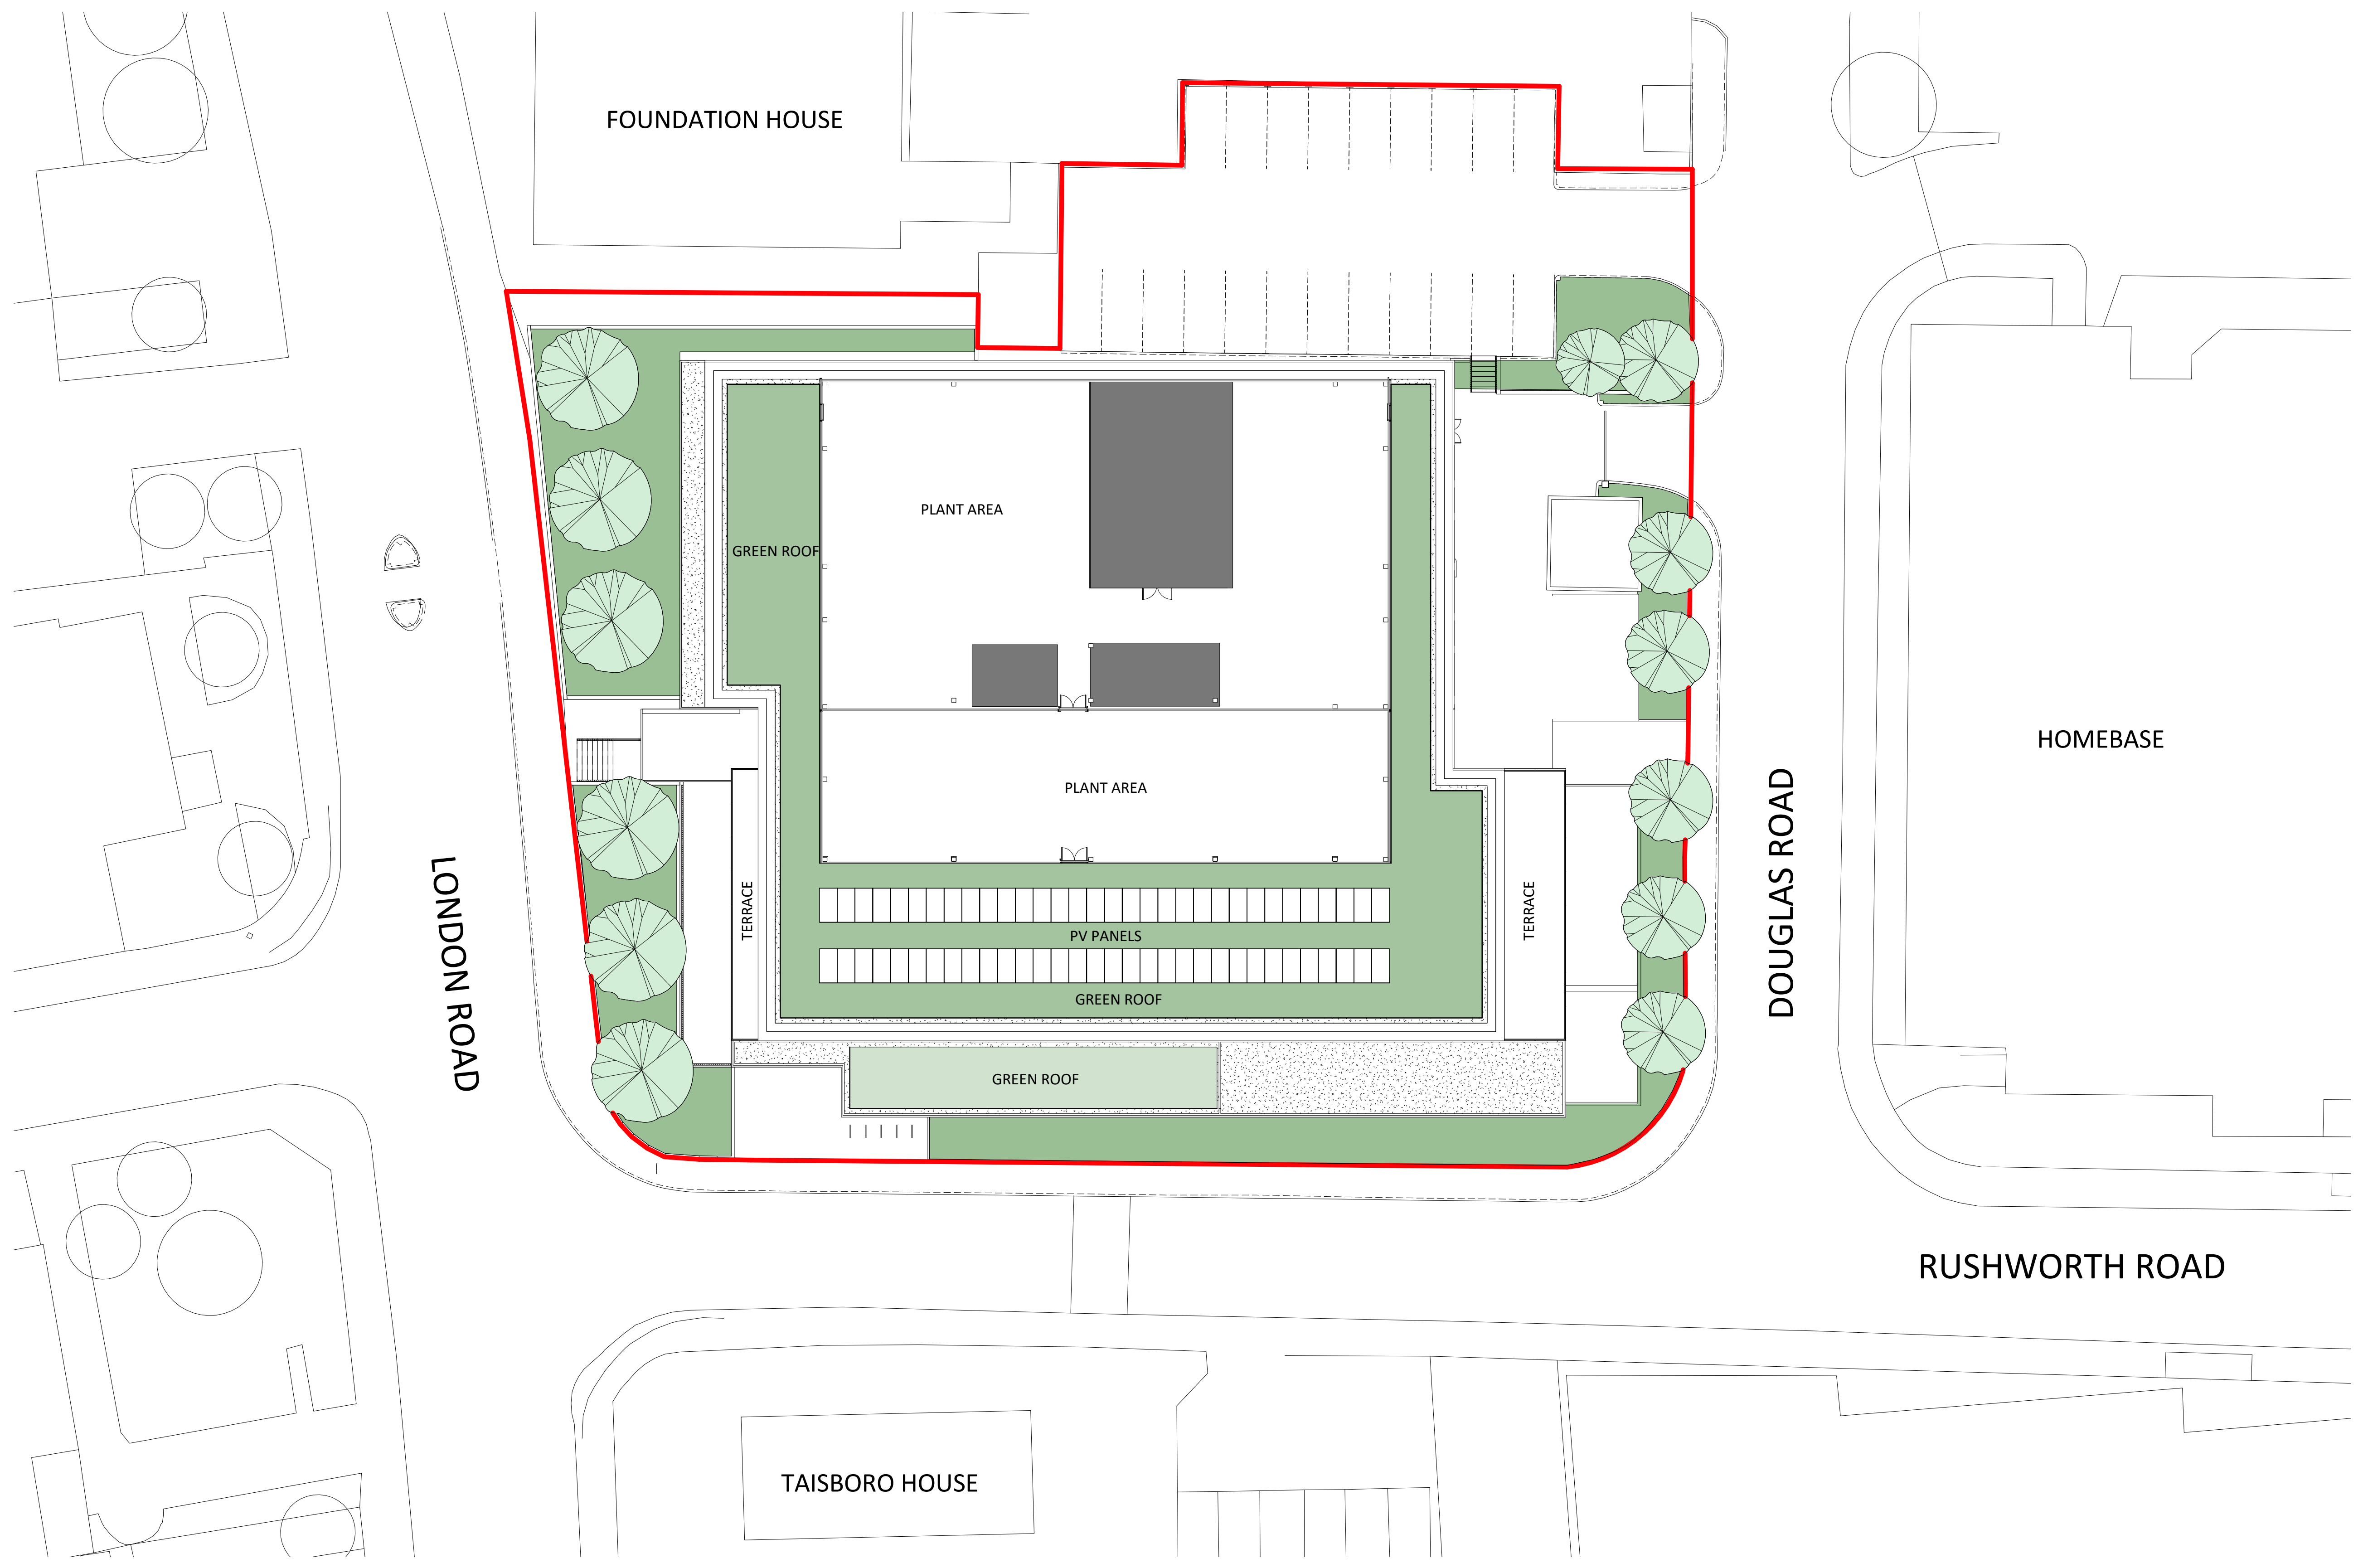 FOUNDATION HOUSE
PLANT AREA
GREEN ROOF
HOMEBASE
PLANT AREA
LONDON ROAD
TERRACE
PV PANELS
TERRACE
DOUGLAS ROAD
GREEN ROOF
GREEN ROOF
RUSHWORTH ROAD
TAISBORO HOUSE